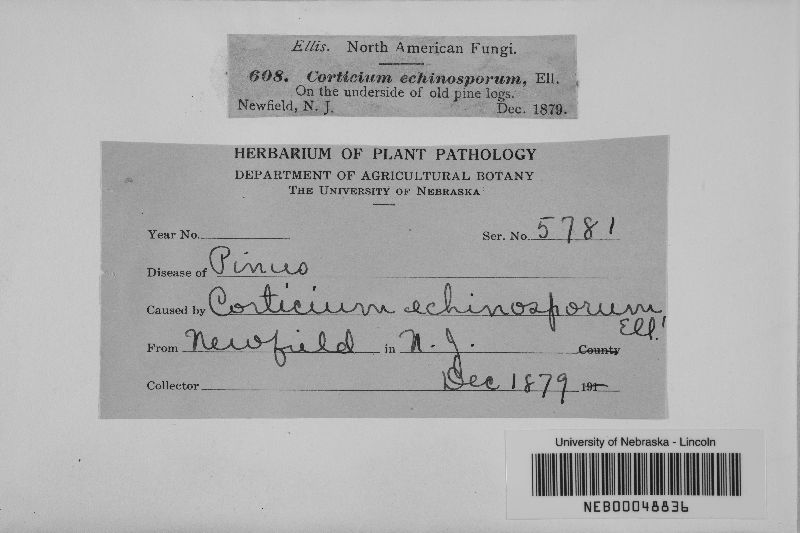 Ellis. North American Fungi.
608. Corticium echinosporum, Ell.
On the underside of old pine logs.
Newfield, N. J. Dec. 1879.
HERBARIUM OF PLANT PATHOLOGY
DEPARTMENT OF AGRICULTURAL BOTANY
THE UNIVERSITY OF NEBRASKA
Year No. Ser. No. 5781
Disease of Pinus
Caused by Corticium echinosporum
Ell.
From Newfield in N. J. County
Collector Dec 1879 191
University of Nebraska - Lincoln
NEB00048836